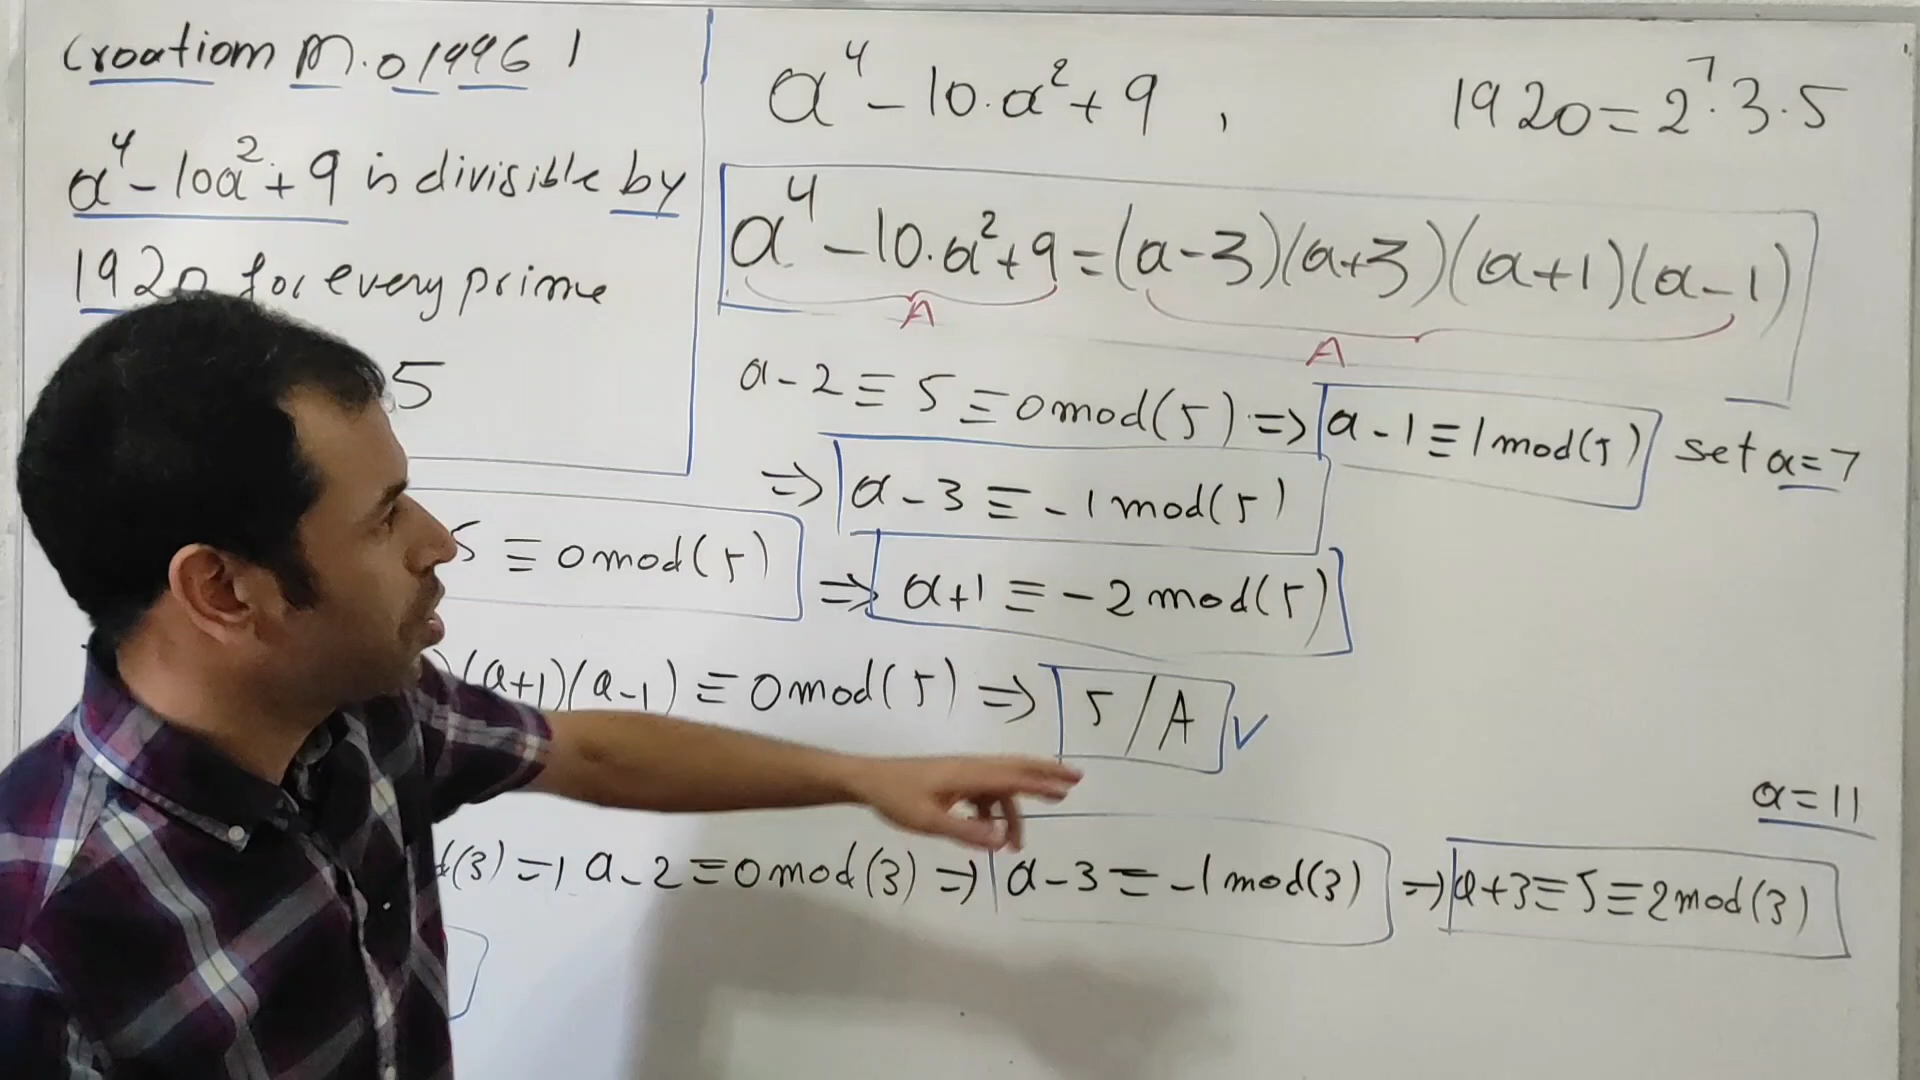 Croatiom M.O 1996 1
a⁴ - 10a² + 9 is divisible by
1920 for every prime
5
a⁴ - 10.a² + 9 ,
1920 = 2⁷.3.5
a⁴ - 10.a² + 9 = (a-3)(a+3)(a+1)(a-1)
A
A
a-2 ≡ 5 ≡ 0 mod(5) => a-1 ≡ 1 mod(5) set a=7
=> a-3 ≡ -1 mod(5)
5 ≡ 0 mod(5) => a+1 ≡ -2 mod(5)
)(a+1)(a-1) ≡ 0 mod(5) => 5/A
a=11
d(3) => a-2 ≡ 0 mod(3) => a-3 ≡ -1 mod(3) => a+3 ≡ 5 ≡ 2 mod(3)